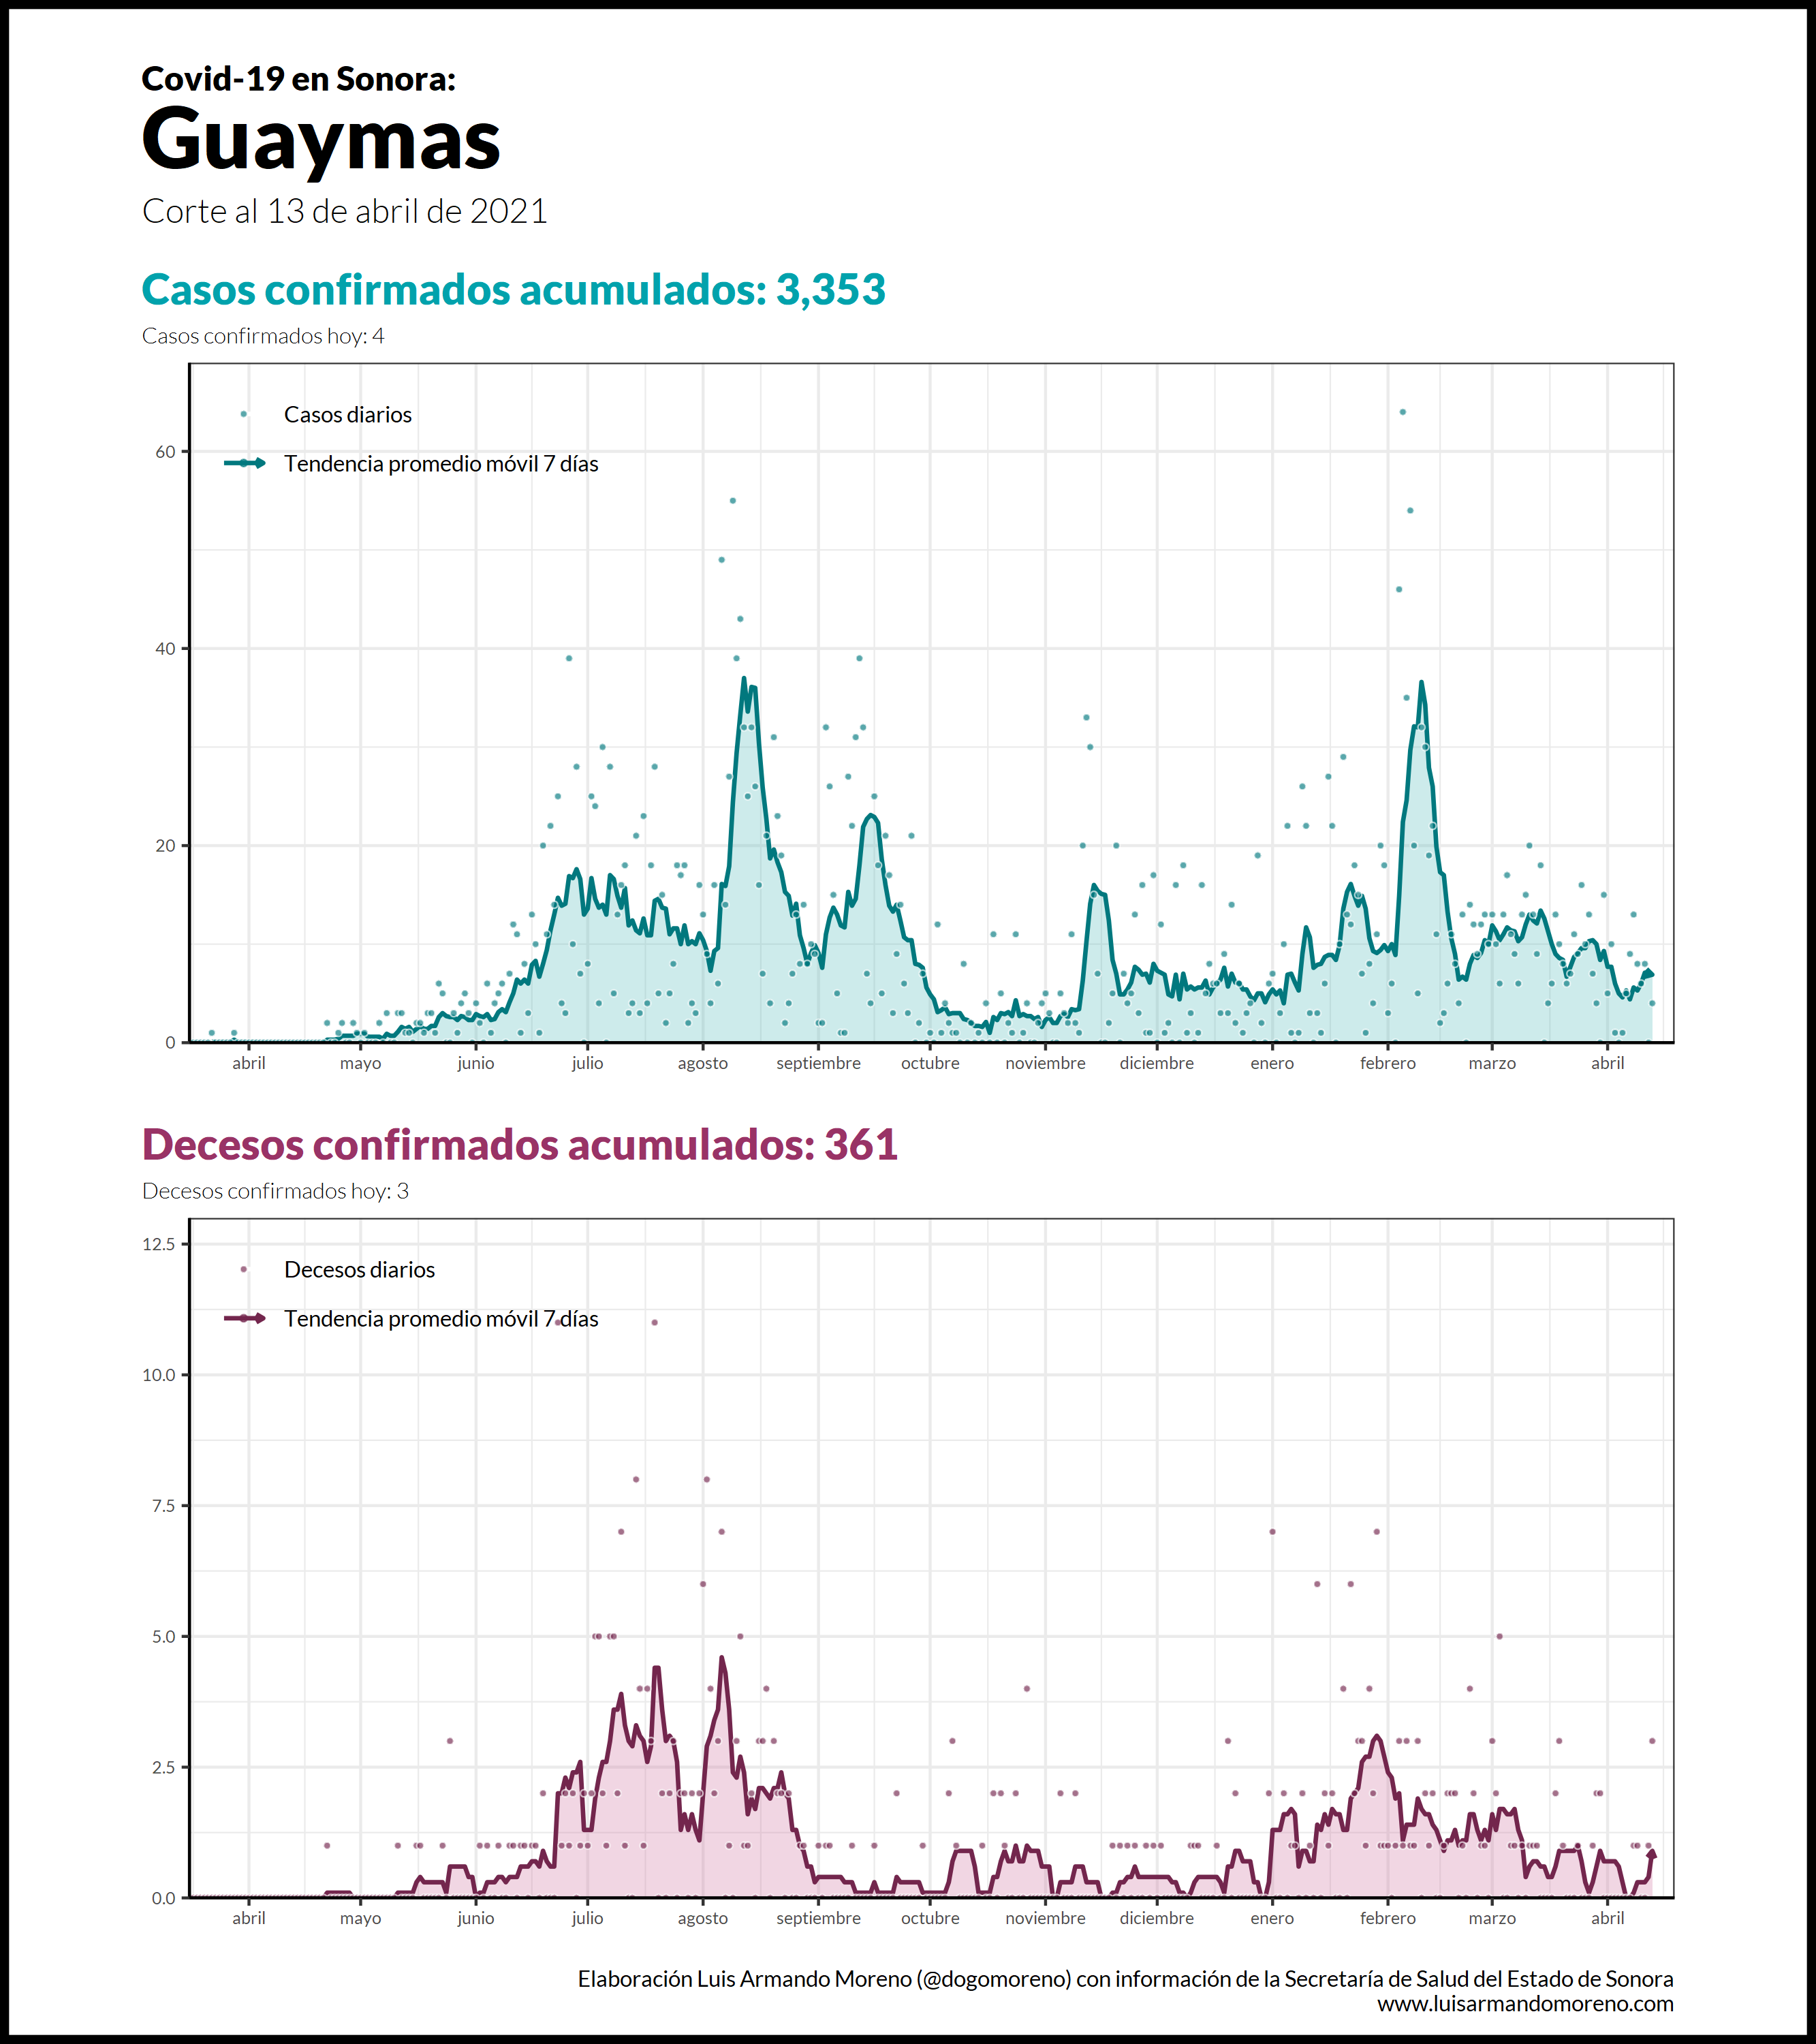 Covid-19 en Sonora:
Guaymas
Corte al 13 de abril de 2021
Casos confirmados acumulados: 3,353
Casos confirmados hoy: 4
Casos diarios
Tendencia promedio móvil 7 días
60
40
20
0
abril mayo junio julio agosto septiembre octubre noviembre diciembre enero febrero marzo abril
Decesos confirmados acumulados: 361
Decesos confirmados hoy: 3
12.5
Decesos diarios
Tendencia promedio móvil 7 días
10.0
7.5
5.0
2.5
0.0
abril mayo junio julio agosto septiembre octubre noviembre diciembre enero febrero marzo abril
Elaboración Luis Armando Moreno (@dogomoreno) con información de la Secretaría de Salud del Estado de Sonora
www.luisarmandomoreno.com